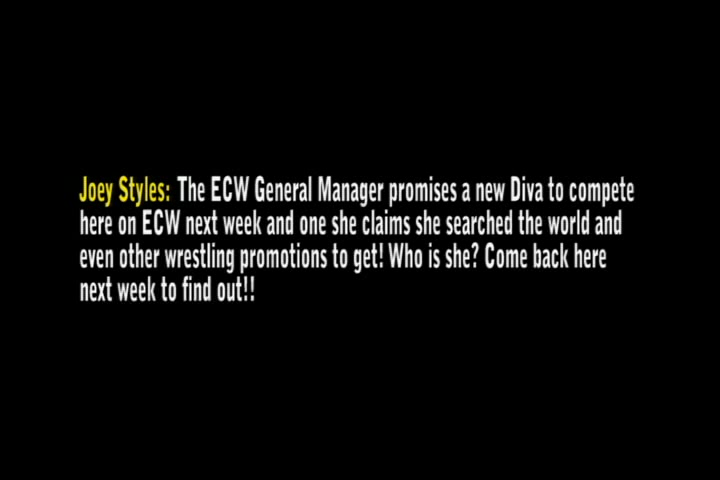 Joey Styles: The ECW General Manager promises a new Diva to compete
here on ECW next week and one she claims she searched the world and
even other wrestling promotions to get! Who is she? Come back here
next week to find out!!